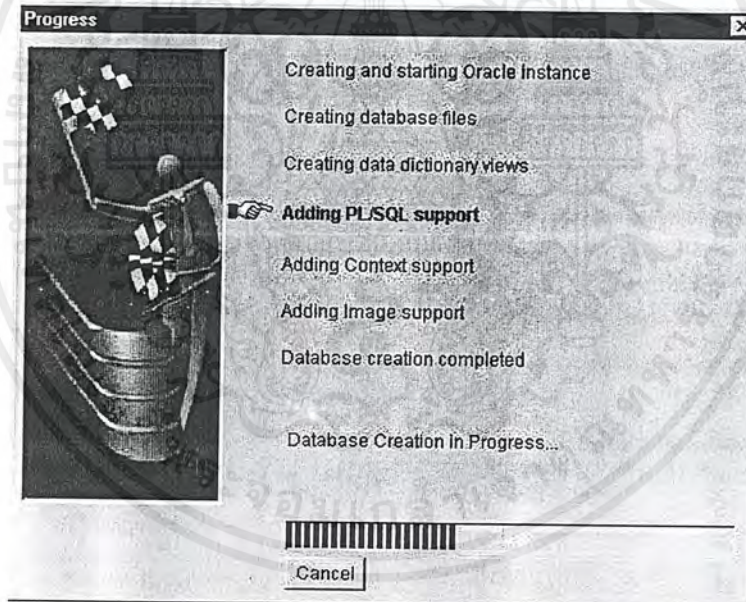 Progress
Creating and starting Oracle Instance
Creating database files
Creating data dictionary views
Adding PL/SQL support
Adding Context support
Adding Image support
Database creation completed
Database Creation in Progress...
Cancel